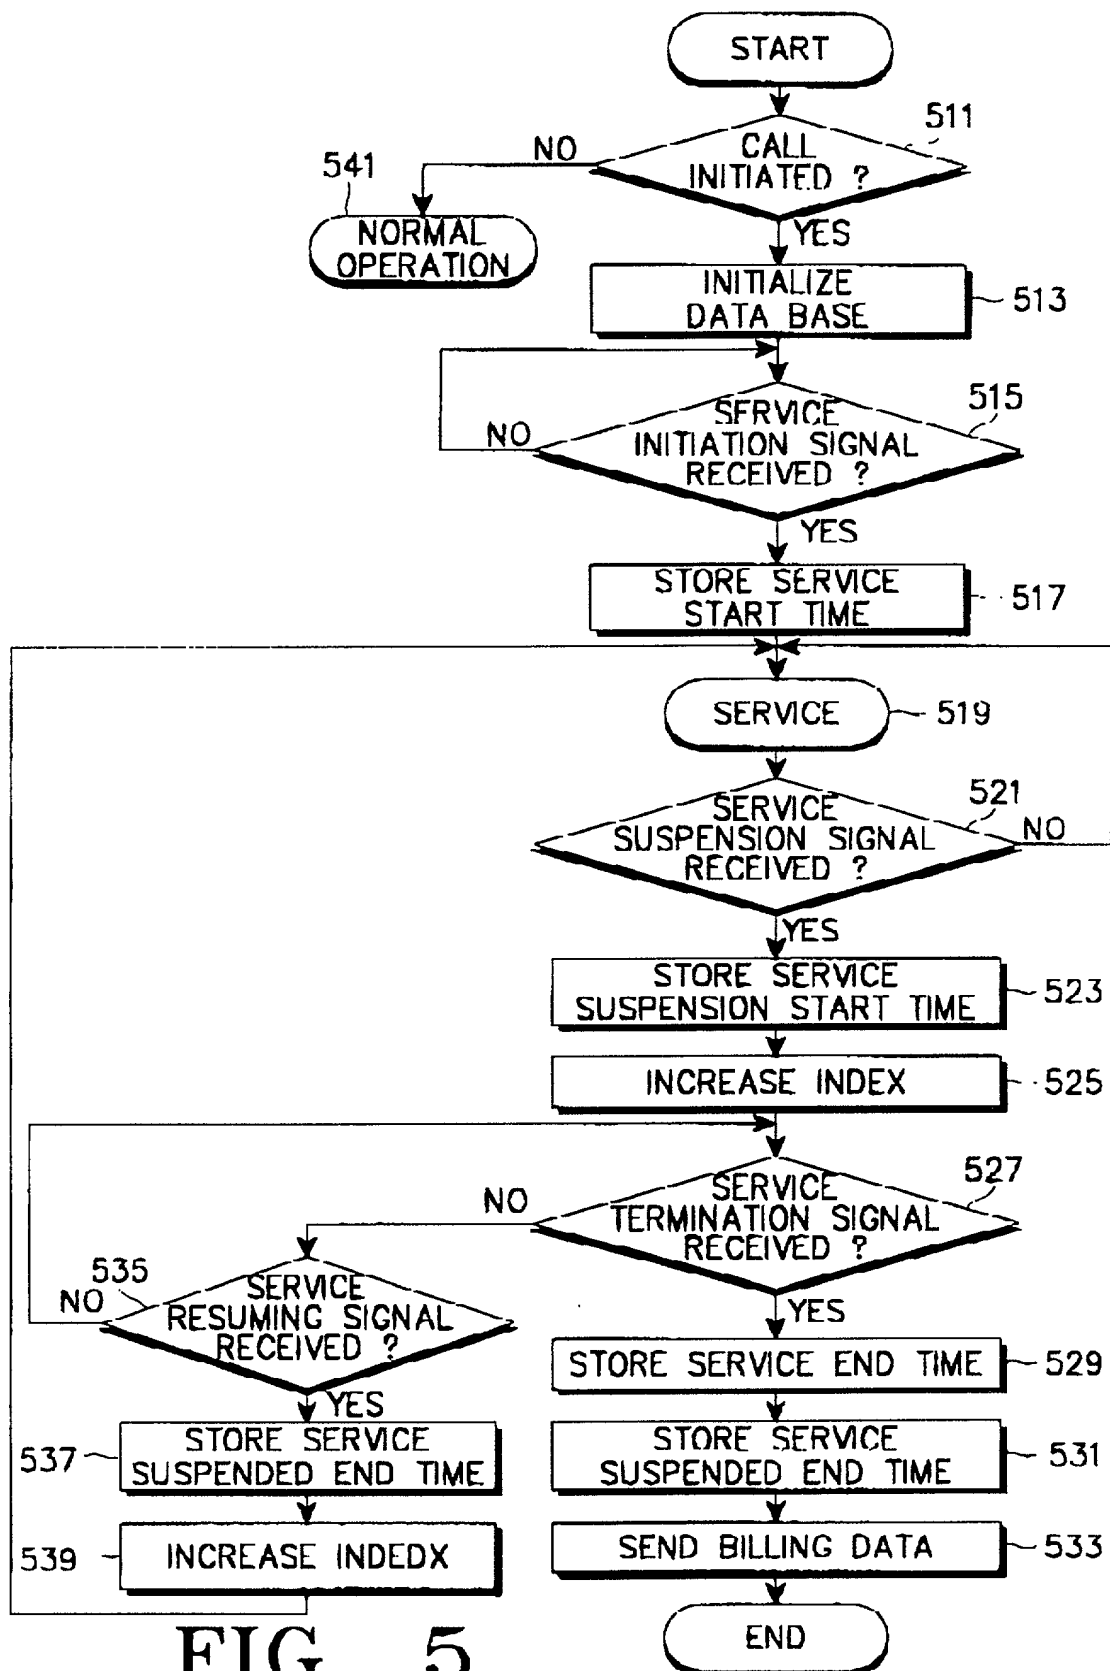 START
511
CALL
INITIATED ?
NO
541
NORMAL
OPERATION
YES
INITIALIZE
DATA BASE
513
515
SERVICE
INITIATION SIGNAL
RECEIVED ?
NO
YES
STORE SERVICE
START TIME
517
SERVICE
519
521
SERVICE
SUSPENSION SIGNAL
RECEIVED ?
NO
YES
STORE SERVICE
SUSPENSION START TIME
523
INCREASE INDEX
525
527
SERVICE
TERMINATION SIGNAL
RECEIVED ?
NO
535
SERVICE
RESUMING SIGNAL
RECEIVED ?
NO
YES
YES
STORE SERVICE END TIME
529
537
STORE SERVICE
SUSPENDED END TIME
STORE SERVICE
SUSPENDED END TIME
531
539
INCREASE INDEDX
SEND BILLING DATA
533
END
FIG. 5